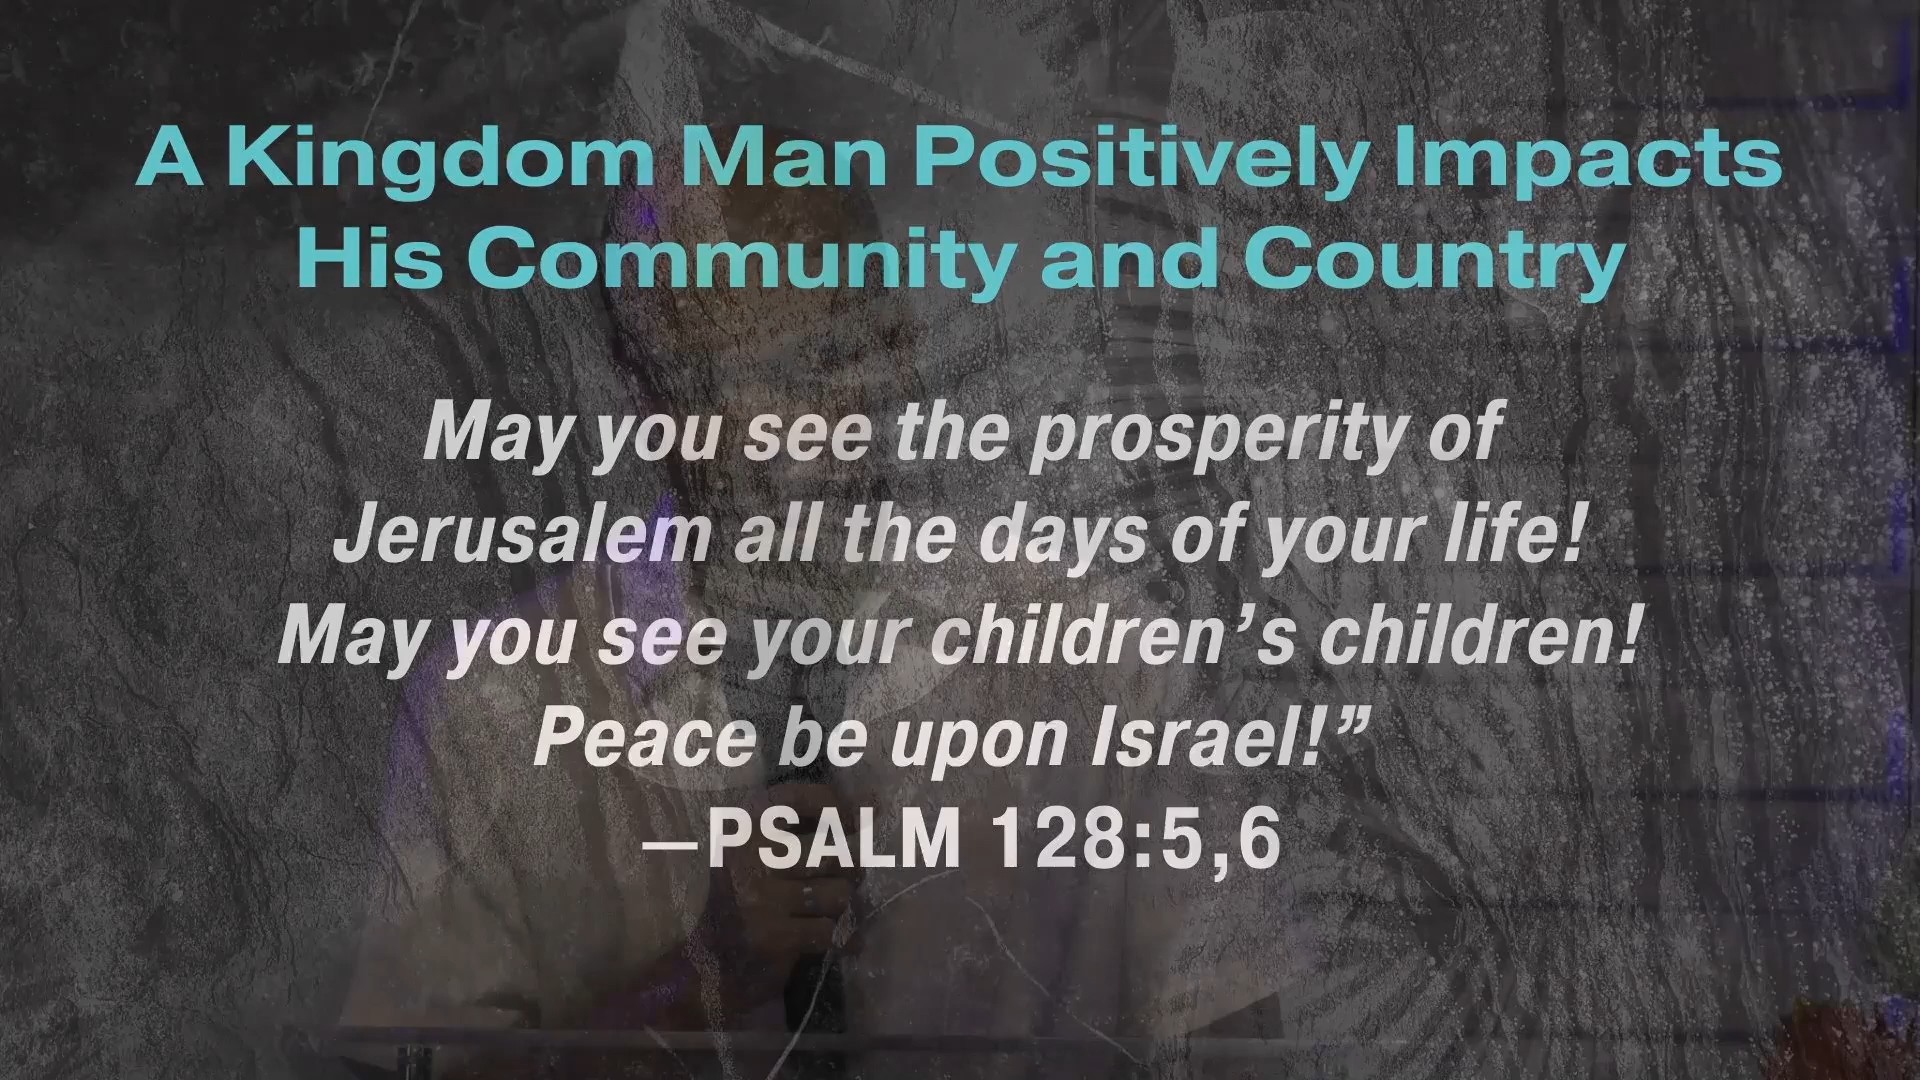 A Kingdom Man Positively Impacts
His Community and Country
May you see the prosperity of
Jerusalem all the days of your life!
May you see your children’s children!
Peace be upon Israel!”
—PSALM 128:5,6